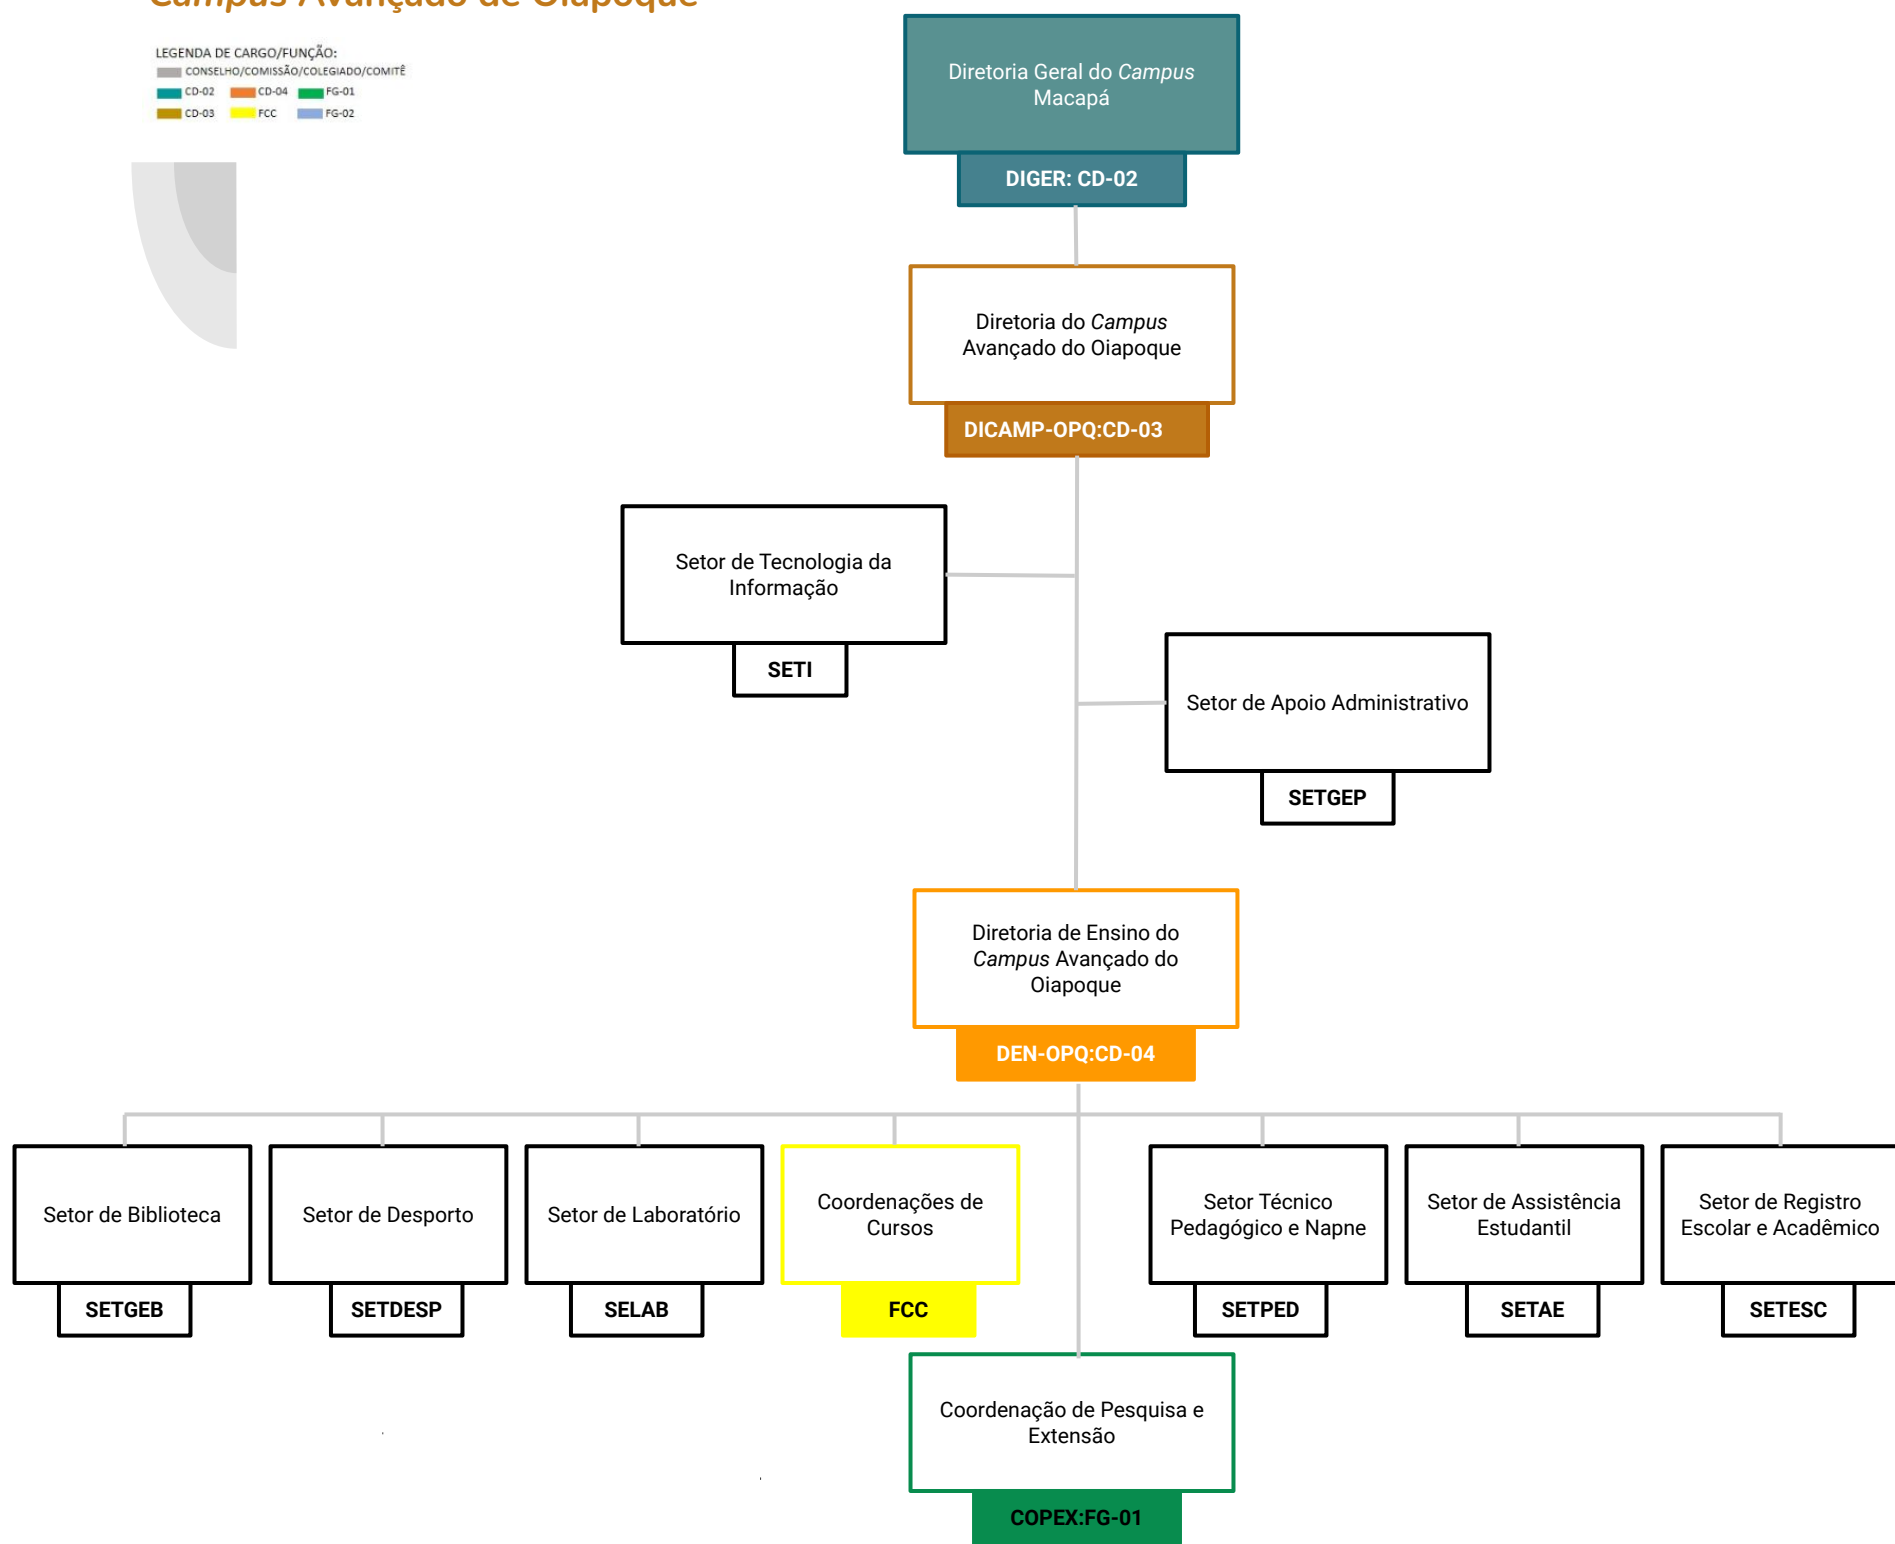 Campus Avançado de Oiapoque
LEGENDA DE CARGO/FUNÇÃO:
CONSELHO/COMISSÃO/COLEGIADO/COMITÊ
CD-02 CD-04 FG-01
CD-03 FCC FG-02
Diretoria Geral do Campus
Macapá
DIGER: CD-02
Diretoria do Campus
Avançado do Oiapoque
DICAMP-OPQ:CD-03
Setor de Tecnologia da
Informação
SETI
Setor de Apoio Administrativo
SETGEP
Diretoria de Ensino do
Campus Avançado do
Oiapoque
DEN-OPQ:CD-04
Setor de Biblioteca
SETGEB
Setor de Desporto
SETDESP
Setor de Laboratório
SELAB
Coordenações de
Cursos
FCC
Setor Técnico
Pedagógico e Napne
SETPED
Setor de Assistência
Estudantil
SETAE
Setor de Registro
Escolar e Acadêmico
SETESC
Coordenação de Pesquisa e
Extensão
COPEX:FG-01